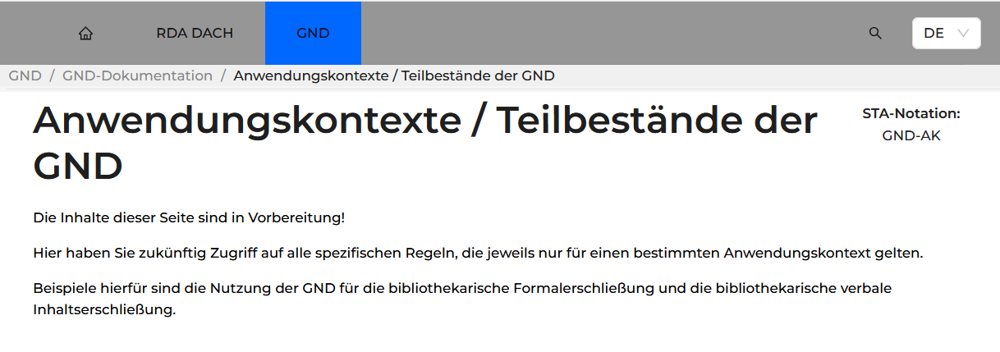 RDA DACH GND DE
GND / GND-Dokumentation / Anwendungskontexte / Teilbestände der GND
Anwendungskontexte / Teilbestände der
GND
STA-Notation:
GND-AK
Die Inhalte dieser Seite sind in Vorbereitung!
Hier haben Sie zukünftig Zugriff auf alle spezifischen Regeln, die jeweils nur für einen bestimmten Anwendungskontext gelten.
Beispiele hierfür sind die Nutzung der GND für die bibliothekarische Formalerschließung und die bibliothekarische verbale
Inhaltserschließung.